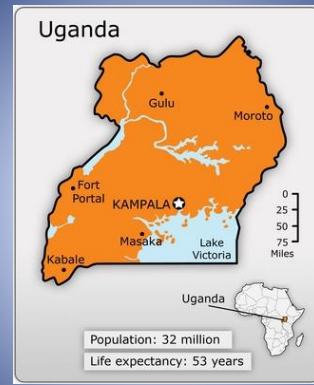 Uganda
Gulu
Moroto
Fort
Portal
KAMPALA
0
25
50
75
Miles
Masaka
Lake
Victoria
Kabale
Uganda
Population: 32 million
Life expectancy: 53 years